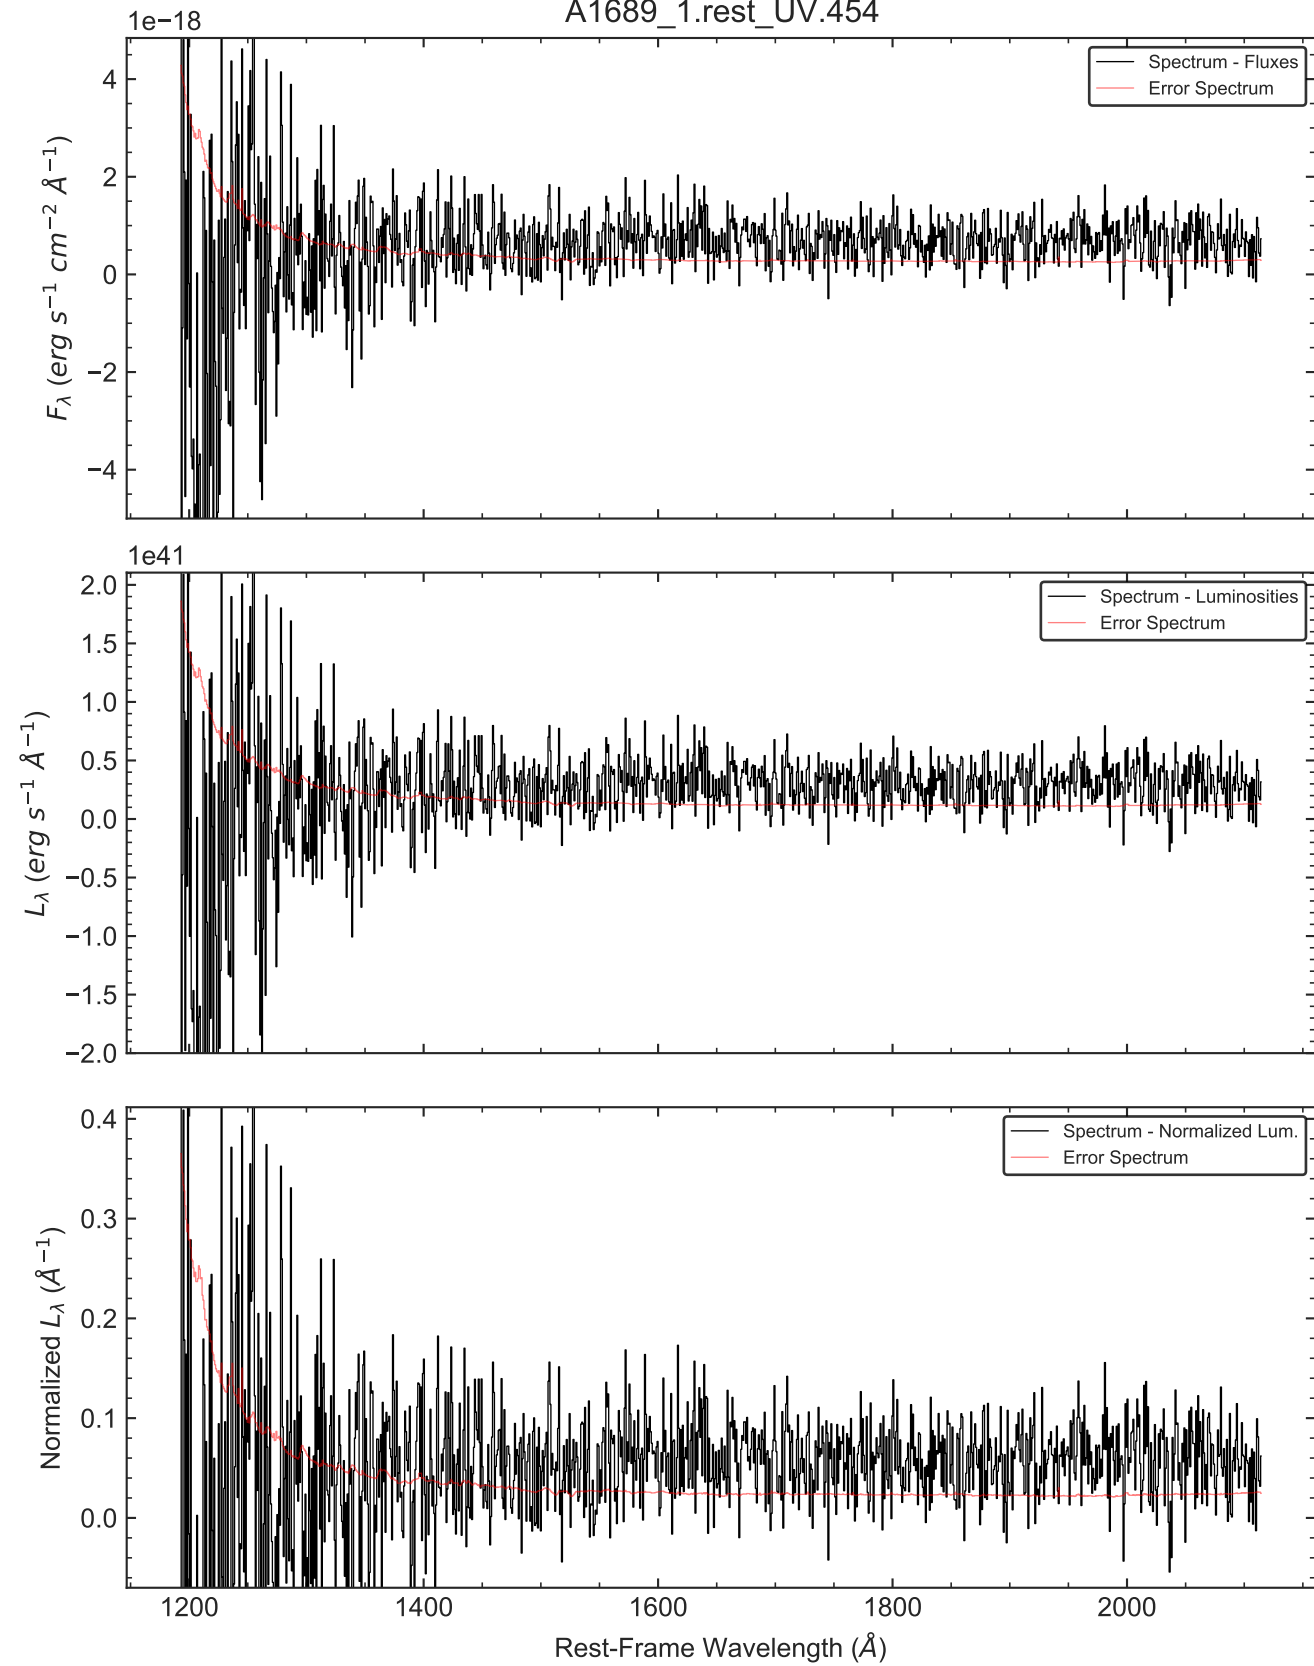 A1689_1.rest_UV.454
1e−18
Spectrum - Fluxes
Error Spectrum
4
2
0
−2
−4
F_λ (erg s⁻¹ cm⁻² Å⁻¹)
1e41
Spectrum - Luminosities
Error Spectrum
2.0
1.5
1.0
0.5
0.0
−0.5
−1.0
−1.5
−2.0
L_λ (erg s⁻¹ Å⁻¹)
Spectrum - Normalized Lum.
Error Spectrum
0.4
0.3
0.2
0.1
0.0
Normalized L_λ (Å⁻¹)
1200 1400 1600 1800 2000
Rest-Frame Wavelength (Å)